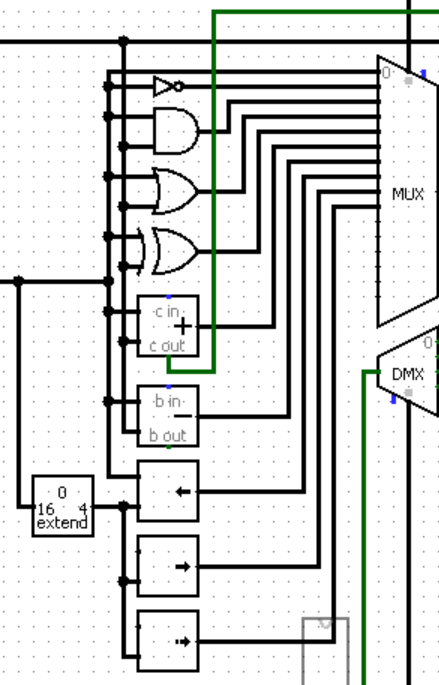 0
MUX
c in
+
c out
0
DMX
b in
−
b out
0
16 4
extend